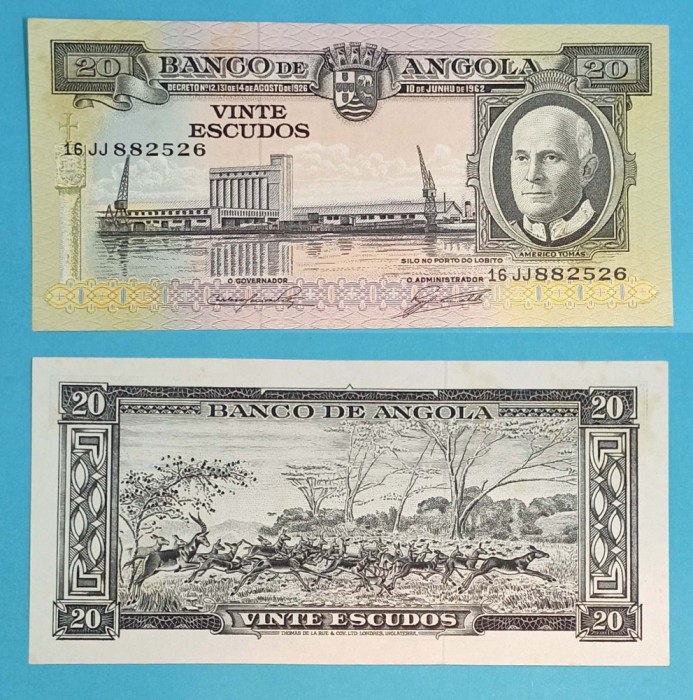 20 BANCO DE ANGOLA 20
DECRETO Nº 12.131 de 14 de AGOSTO de 1926 10 DE JUNHO DE 1962
VINTE
ESCUDOS
16 JJ 882526
SILO NO PORTO DO LOBITO
AMERICO TOMÁS
O GOVERNADOR O ADMINISTRADOR 16 JJ 882526
20 BANCO DE ANGOLA 20
20 VINTE ESCUDOS 20
THOMAS DE LA RUE & COY. LTD LONDRES, INGLATERRA.